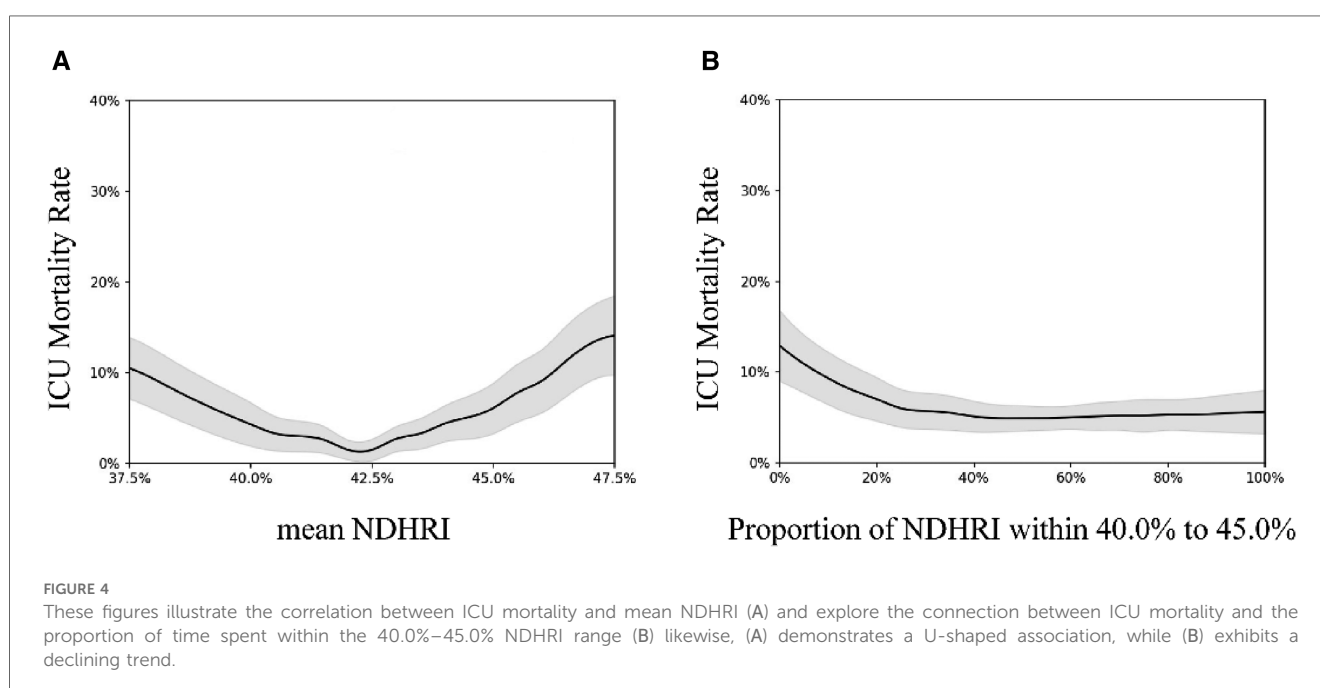 A
B
ICU Mortality Rate
40%
30%
20%
10%
0%
37.5%
40.0%
42.5%
45.0%
47.5%
mean NDHRI
ICU Mortality Rate
40%
30%
20%
10%
0%
0%
20%
40%
60%
80%
100%
Proportion of NDHRI within 40.0% to 45.0%
FIGURE 4
These figures illustrate the correlation between ICU mortality and mean NDHRI (A) and explore the connection between ICU mortality and the
proportion of time spent within the 40.0%–45.0% NDHRI range (B) likewise, (A) demonstrates a U-shaped association, while (B) exhibits a
declining trend.